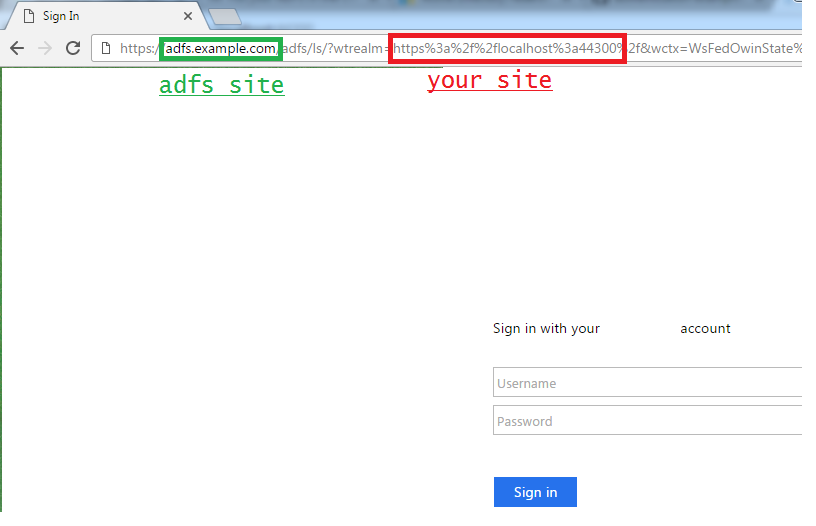 Sign In
https://adfs.example.com/adfs/ls/?wtrealm=https%3a%2f%2flocalhost%3a44300%2f&wctx=WsFedOwinState%
adfs site your site
Sign in with your account
Username
Password
Sign in